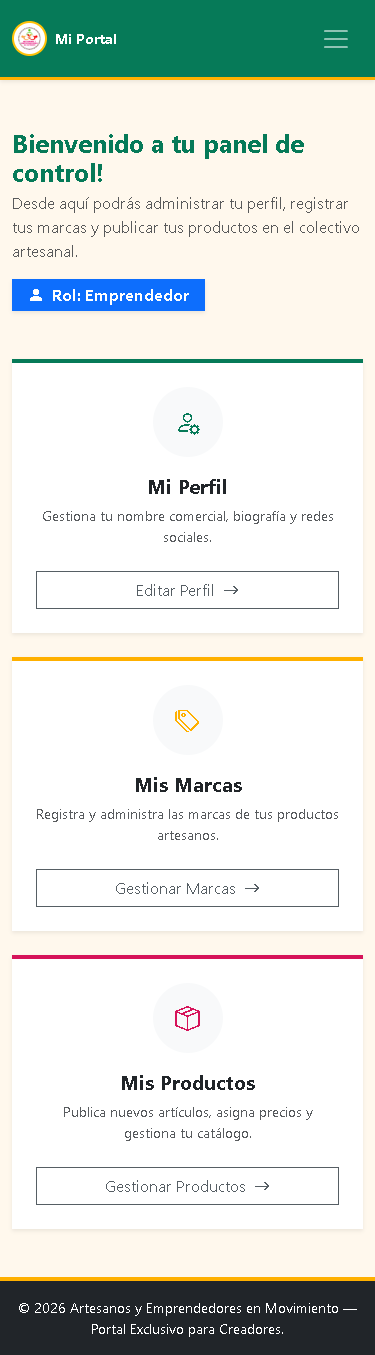 Mi Portal
Bienvenido a tu panel de
control!
Desde aquí podrás administrar tu perfil, registrar
tus marcas y publicar tus productos en el colectivo
artesanal.
Rol: Emprendedor
Mi Perfil
Gestiona tu nombre comercial, biografía y redes
sociales.
Editar Perfil →
Mis Marcas
Registra y administra las marcas de tus productos
artesanos.
Gestionar Marcas →
Mis Productos
Publica nuevos artículos, asigna precios y
gestiona tu catálogo.
Gestionar Productos →
© 2026 Artesanos y Emprendedores en Movimiento —
Portal Exclusivo para Creadores.